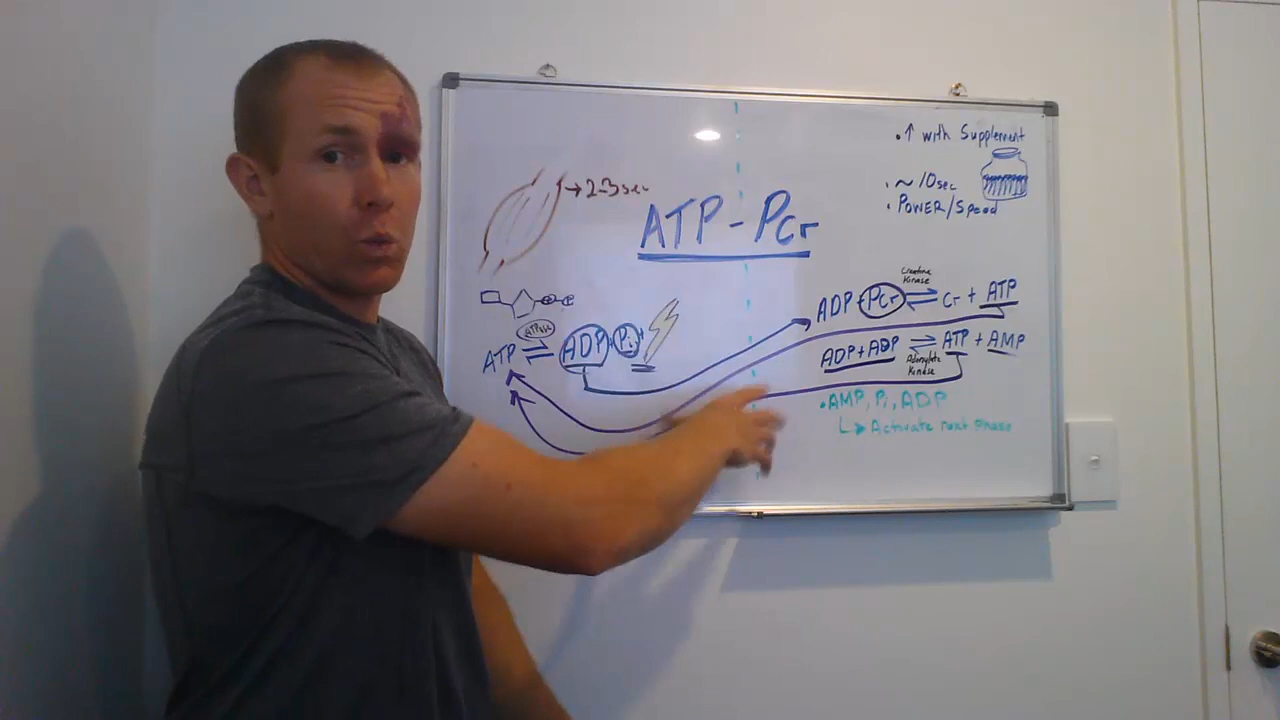 • ↑ with Supplement
• ~ 10sec
• POWER/Speed
→ 2-3sec
ATP - PCr
ATPase
ATP ⇌ ADP + Pi
Creatine
Kinase
ADP + PCr ⇌ Cr + ATP
ADP + ADP ⇌ ATP + AMP
Adenylate
Kinase
• AMP, Pi, ADP
↳ Activate next phase